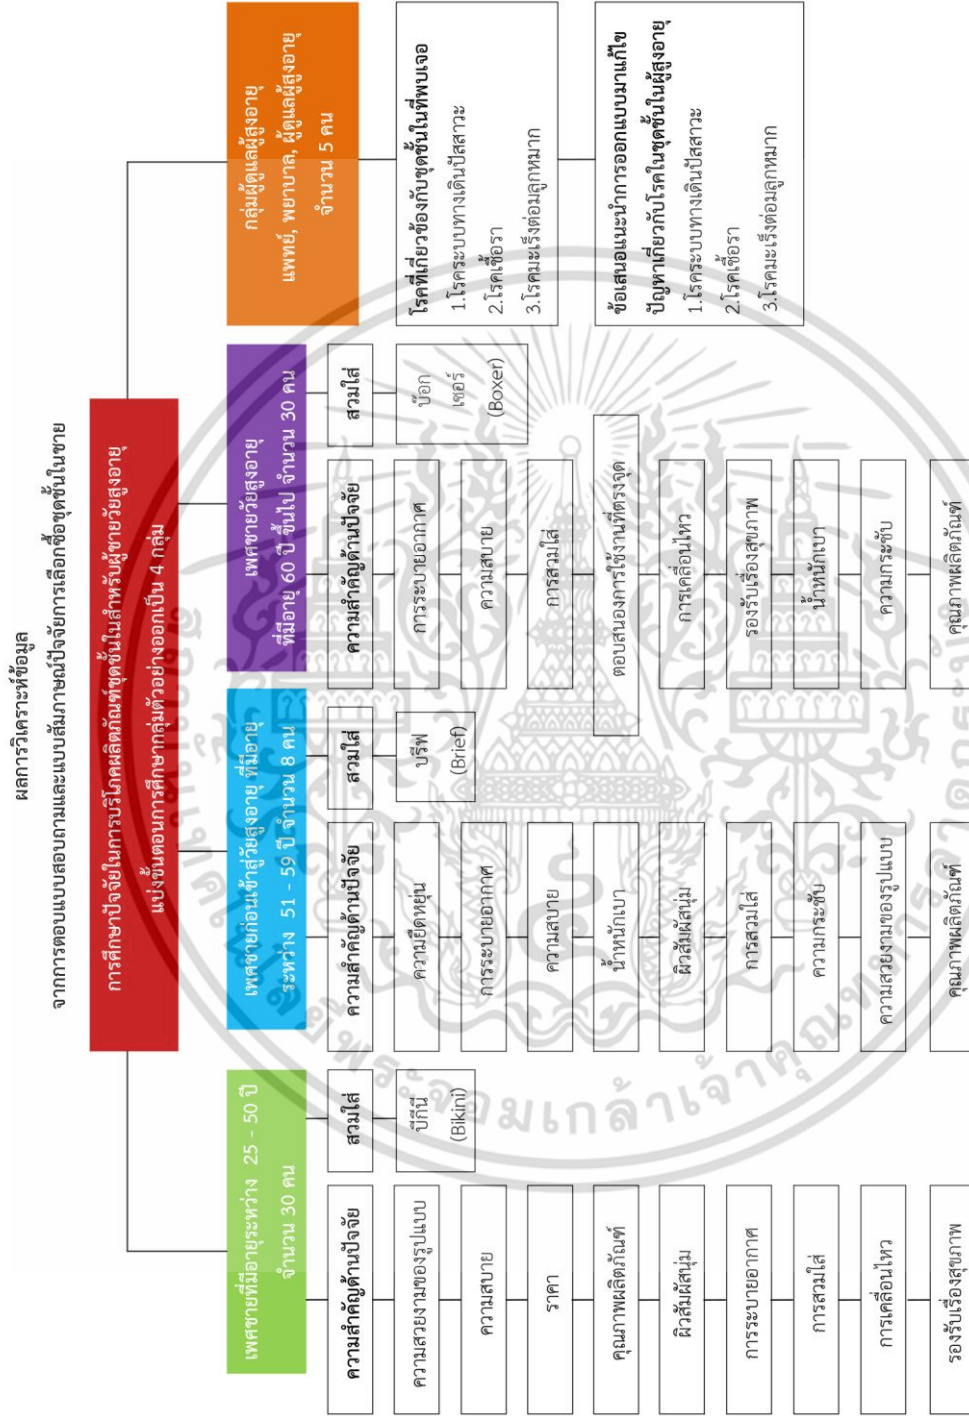 ผลการวิเคราะห์ข้อมูล
จากการตอบแบบสอบถามและแบบสัมภาษณ์ปัจจัยการเลือกซื้อชุดชั้นในชาย
การศึกษาปัจจัยในการบริโภคผลิตภัณฑ์ชุดชั้นในสำหรับผู้ชายวัยสูงอายุ
แบ่งขั้นตอนการศึกษากลุ่มตัวอย่างออกเป็น 4 กลุ่ม
เพศชายที่มีอายุระหว่าง 25 - 50 ปี
จำนวน 30 คน
ความสำคัญด้านปัจจัย
ความสวยงามของรูปแบบ
ความสบาย
ราคา
คุณภาพผลิตภัณฑ์
ผิวสัมผัสนุ่ม
การระบายอากาศ
การสวมใส่
การเคลื่อนไหว
รองรับเรื่องสุขภาพ
สวมใส่
บีกีนี
(Bikini)
เพศชายก่อนเข้าสู่วัยสูงอายุ ที่มีอายุ
ระหว่าง 51 - 59 ปี จำนวน 8 คน
ความสำคัญด้านปัจจัย
ความยืดหยุ่น
การระบายอากาศ
ความสบาย
น้ำหนักเบา
ผิวสัมผัสนุ่ม
การสวมใส่
ความกระชับ
ความสวยงามของรูปแบบ
คุณภาพผลิตภัณฑ์
สวมใส่
บรีฟ
(Brief)
เพศชายวัยสูงอายุ
ที่มีอายุ 60 ปี ขึ้นไป จำนวน 30 คน
ความสำคัญด้านปัจจัย
การระบายอากาศ
ความสบาย
การสวมใส่
ตอบสนองการใช้งานที่ตรงจุด
การเคลื่อนไหว
รองรับเรื่องสุขภาพ
น้ำหนักเบา
ความกระชับ
คุณภาพผลิตภัณฑ์
สวมใส่
บ๊อก
เซอร์
(Boxer)
กลุ่มผู้ดูแลผู้สูงอายุ
แพทย์, พยาบาล, ผู้ดูแลผู้สูงอายุ
จำนวน 5 คน
โรคที่เกี่ยวข้องกับชุดชั้นในที่พบเจอ
1.โรคระบบทางเดินปัสสาวะ
2.โรคเชื้อรา
3.โรคมะเร็งต่อมลูกหมาก
ข้อเสนอแนะนำการออกแบบมาแก้ไข
ปัญหาเกี่ยวกับโรคในชุดชั้นในผู้สูงอายุ
1.โรคระบบทางเดินปัสสาวะ
2.โรคเชื้อรา
3.โรคมะเร็งต่อมลูกหมาก